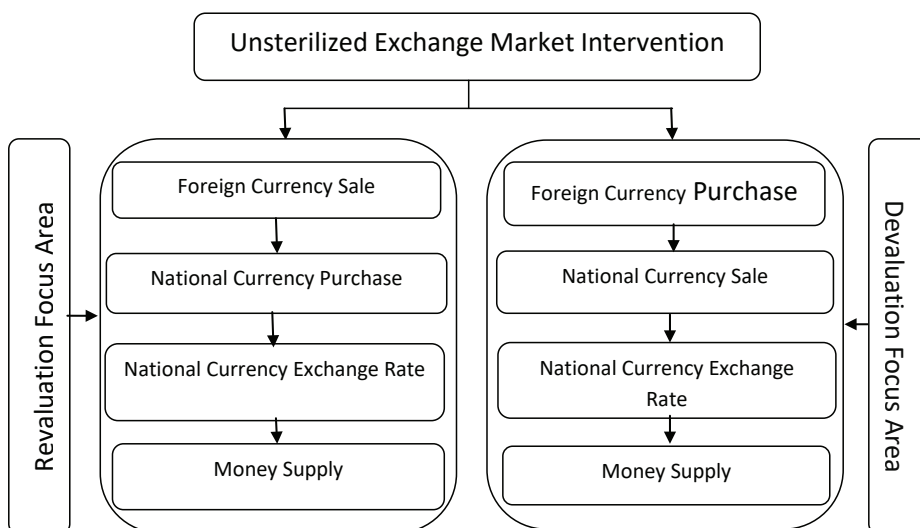 Unsterilized Exchange Market Intervention
Revaluation Focus Area
Foreign Currency Sale
National Currency Purchase
National Currency Exchange Rate
Money Supply
Foreign Currency Purchase
National Currency Sale
National Currency Exchange
Rate
Money Supply
Devaluation Focus Area